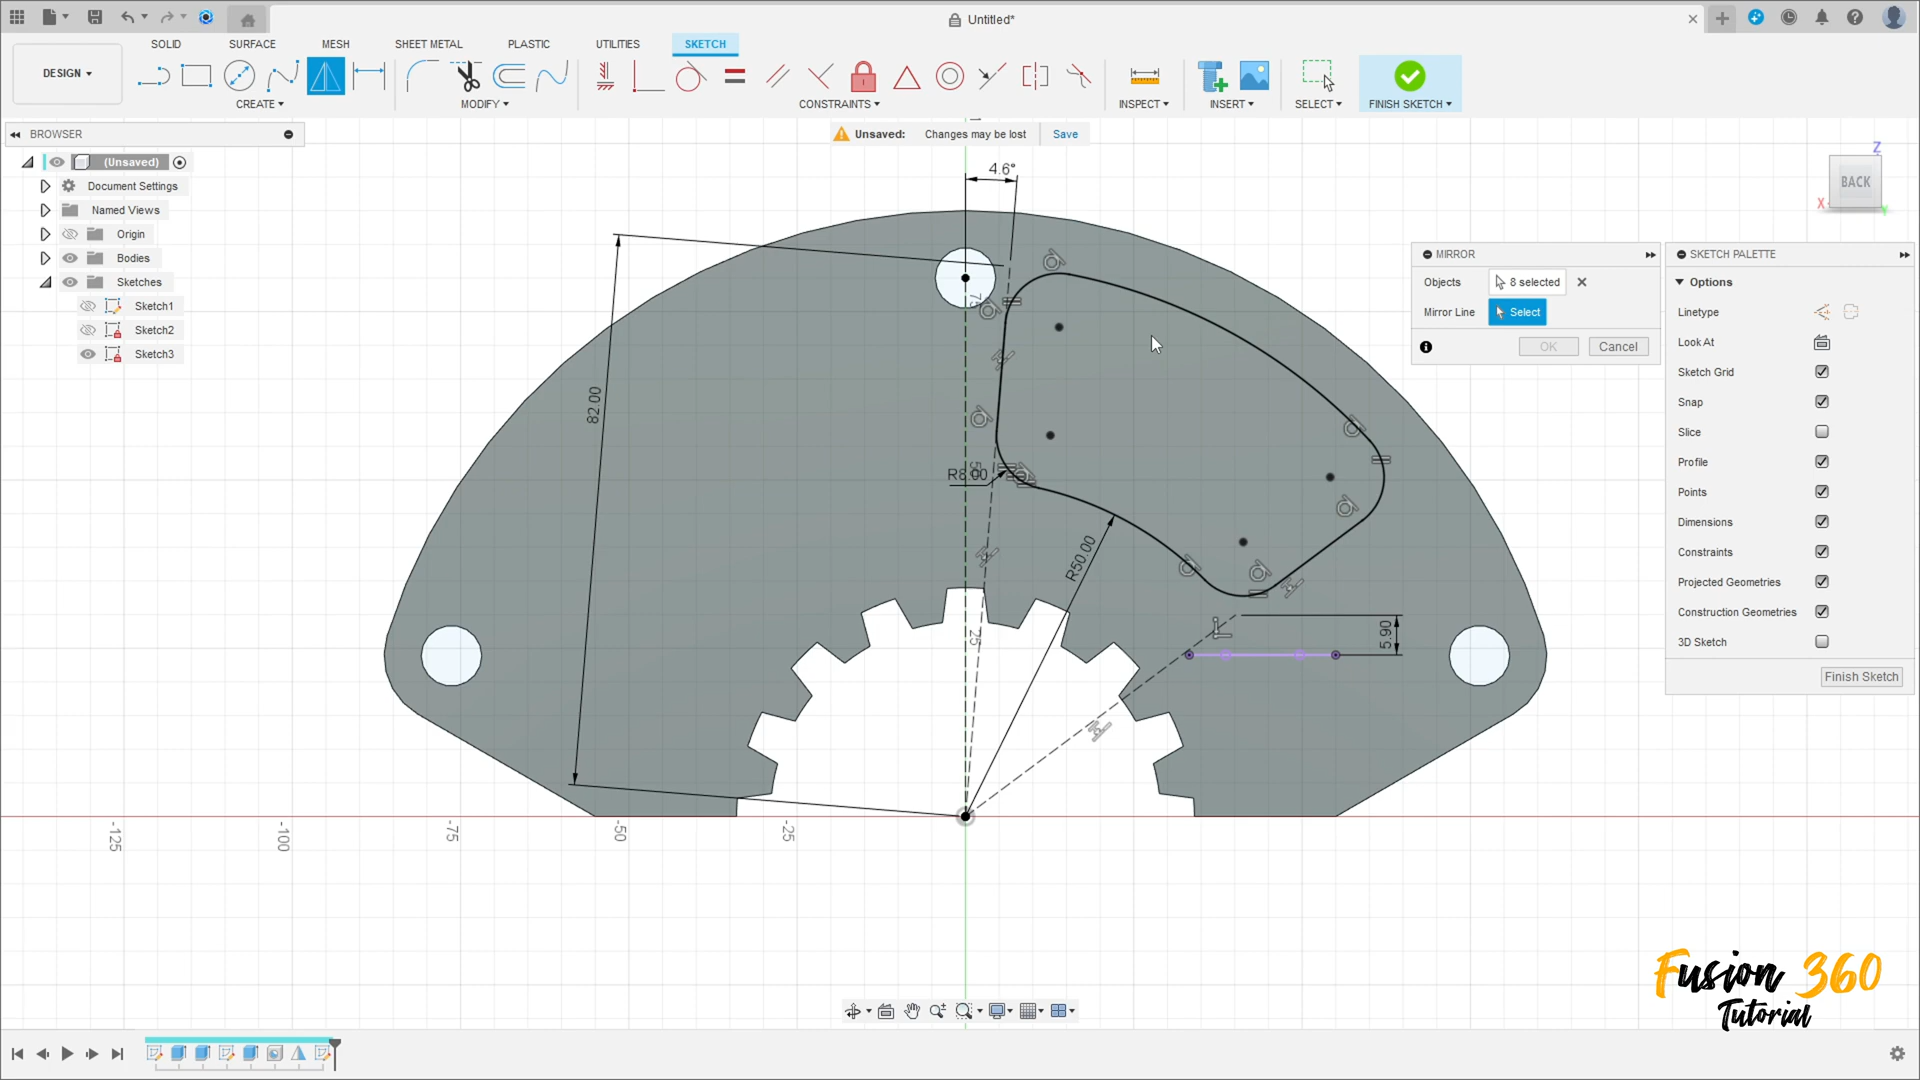 Untitled*
DESIGN
SOLID
SURFACE
MESH
SHEET METAL
PLASTIC
UTILITIES
SKETCH
CREATE
MODIFY
CONSTRAINTS
INSPECT
INSERT
SELECT
FINISH SKETCH
BROWSER
Unsaved: Changes may be lost
Save
(Unsaved)
Document Settings
Named Views
Origin
Bodies
Sketches
Sketch1
Sketch2
Sketch3
4.6°
82.00
75
50
R8.00
R50.00
25
5.90
-125
-100
-75
-50
-25
Z
BACK
X
Y
MIRROR
Objects
8 selected
Mirror Line
Select
OK
Cancel
SKETCH PALETTE
Options
Linetype
Look At
Sketch Grid
Snap
Slice
Profile
Points
Dimensions
Constraints
Projected Geometries
Construction Geometries
3D Sketch
Finish Sketch
Fusion 360
Tutorial